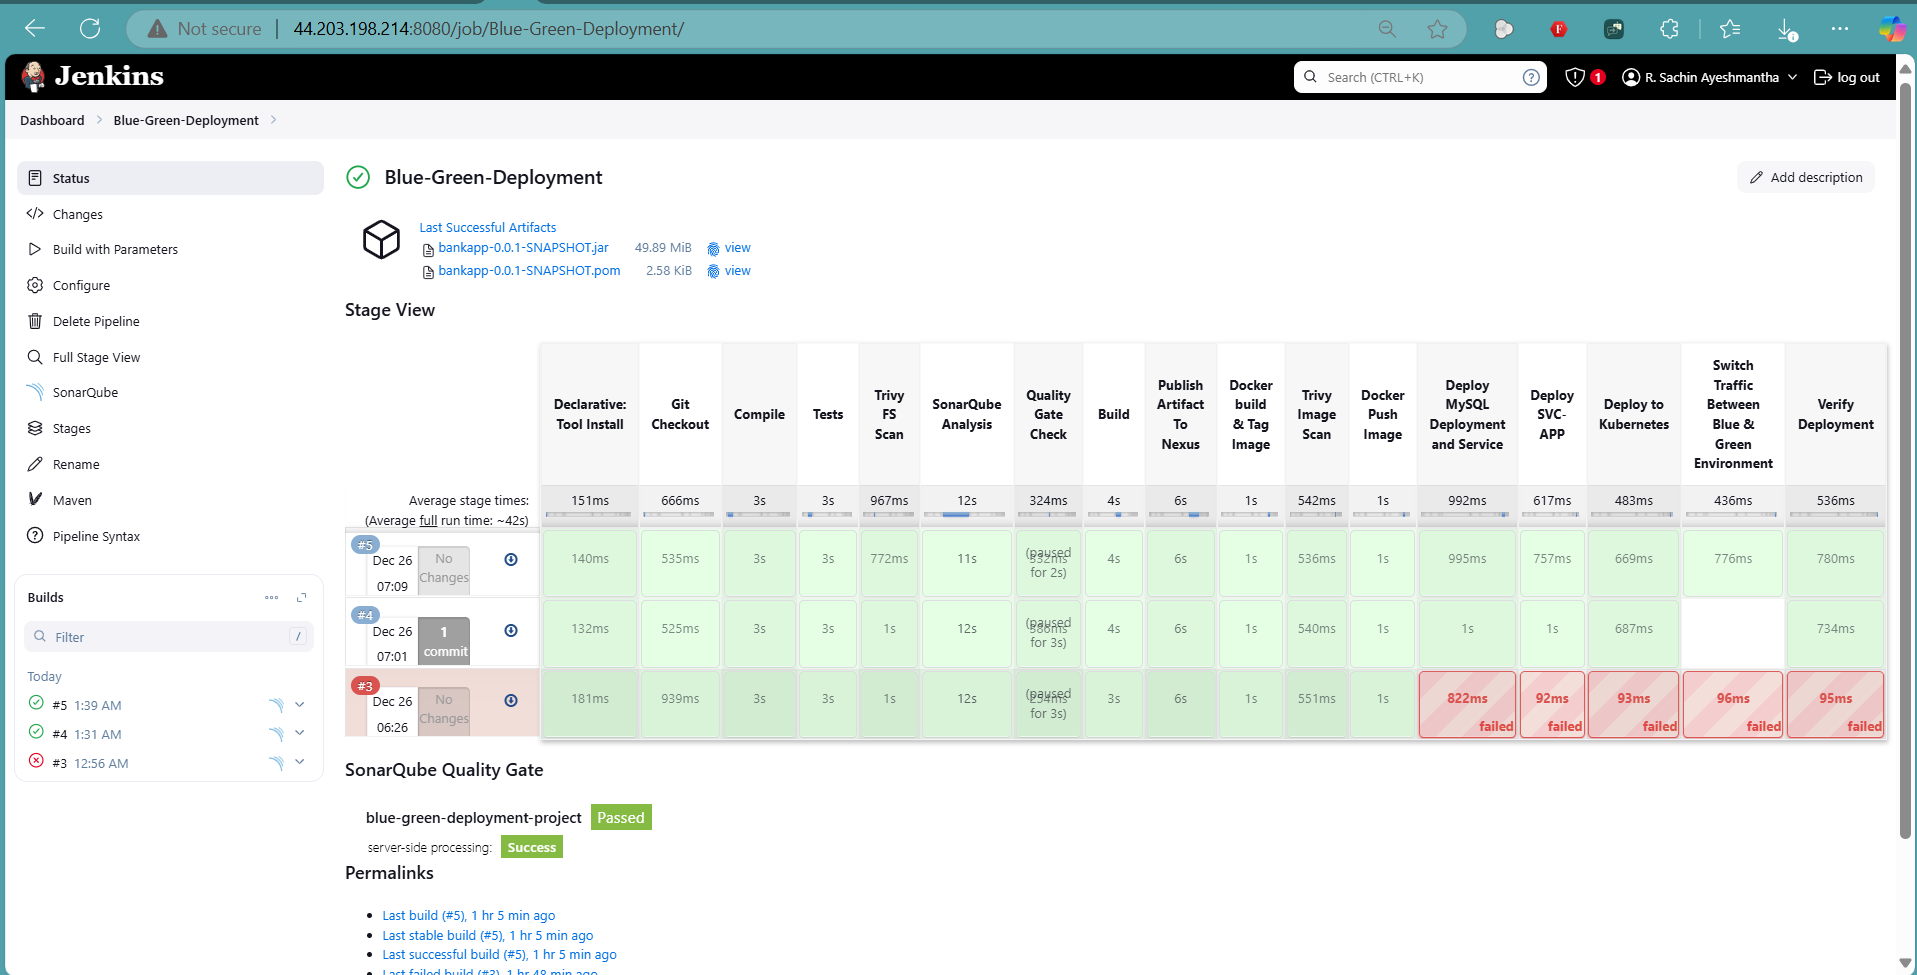 Not secure
44.203.198.214:8080/job/Blue-Green-Deployment/
Jenkins
Search (CTRL+K)
?
1
R. Sachin Ayeshmantha
log out
Dashboard > Blue-Green-Deployment >
Status
Changes
Build with Parameters
Configure
Delete Pipeline
Full Stage View
SonarQube
Stages
Rename
Maven
Pipeline Syntax
Builds
Filter
/
Today
#5 1:39 AM
#4 1:31 AM
#3 12:56 AM
Blue-Green-Deployment
Add description
Last Successful Artifacts
bankapp-0.0.1-SNAPSHOT.jar 49.89 MiB view
bankapp-0.0.1-SNAPSHOT.pom 2.58 KiB view
Stage View
Declarative: Tool Install
Git Checkout
Compile
Tests
Trivy FS Scan
SonarQube Analysis
Quality Gate Check
Build
Publish Artifact To Nexus
Docker build & Tag Image
Trivy Image Scan
Docker Push Image
Deploy MySQL Deployment and Service
Deploy SVC-APP
Deploy to Kubernetes
Switch Traffic Between Blue & Green Environment
Verify Deployment
Average stage times: 151ms 666ms 3s 3s 967ms 12s 324ms 4s 6s 1s 542ms 1s 992ms 617ms 483ms 436ms 536ms
(Average full run time: ~42s)
#5
Dec 26
07:09
No Changes
140ms 535ms 3s 3s 772ms 11s (paused for 2s) 4s 6s 1s 536ms 1s 995ms 757ms 669ms 776ms 780ms
#4
Dec 26
07:01
1 commit
132ms 525ms 3s 3s 1s 12s (paused for 3s) 4s 6s 1s 540ms 1s 1s 1s 687ms 734ms
#3
Dec 26
06:26
No Changes
181ms 939ms 3s 3s 1s 12s (paused for 3s) 3s 6s 1s 551ms 1s 822ms failed 92ms failed 93ms failed 96ms failed 95ms failed
SonarQube Quality Gate
blue-green-deployment-project Passed
server-side processing: Success
Permalinks
Last build (#5), 1 hr 5 min ago
Last stable build (#5), 1 hr 5 min ago
Last successful build (#5), 1 hr 5 min ago
Last failed build (#3), 1 hr 48 min ago